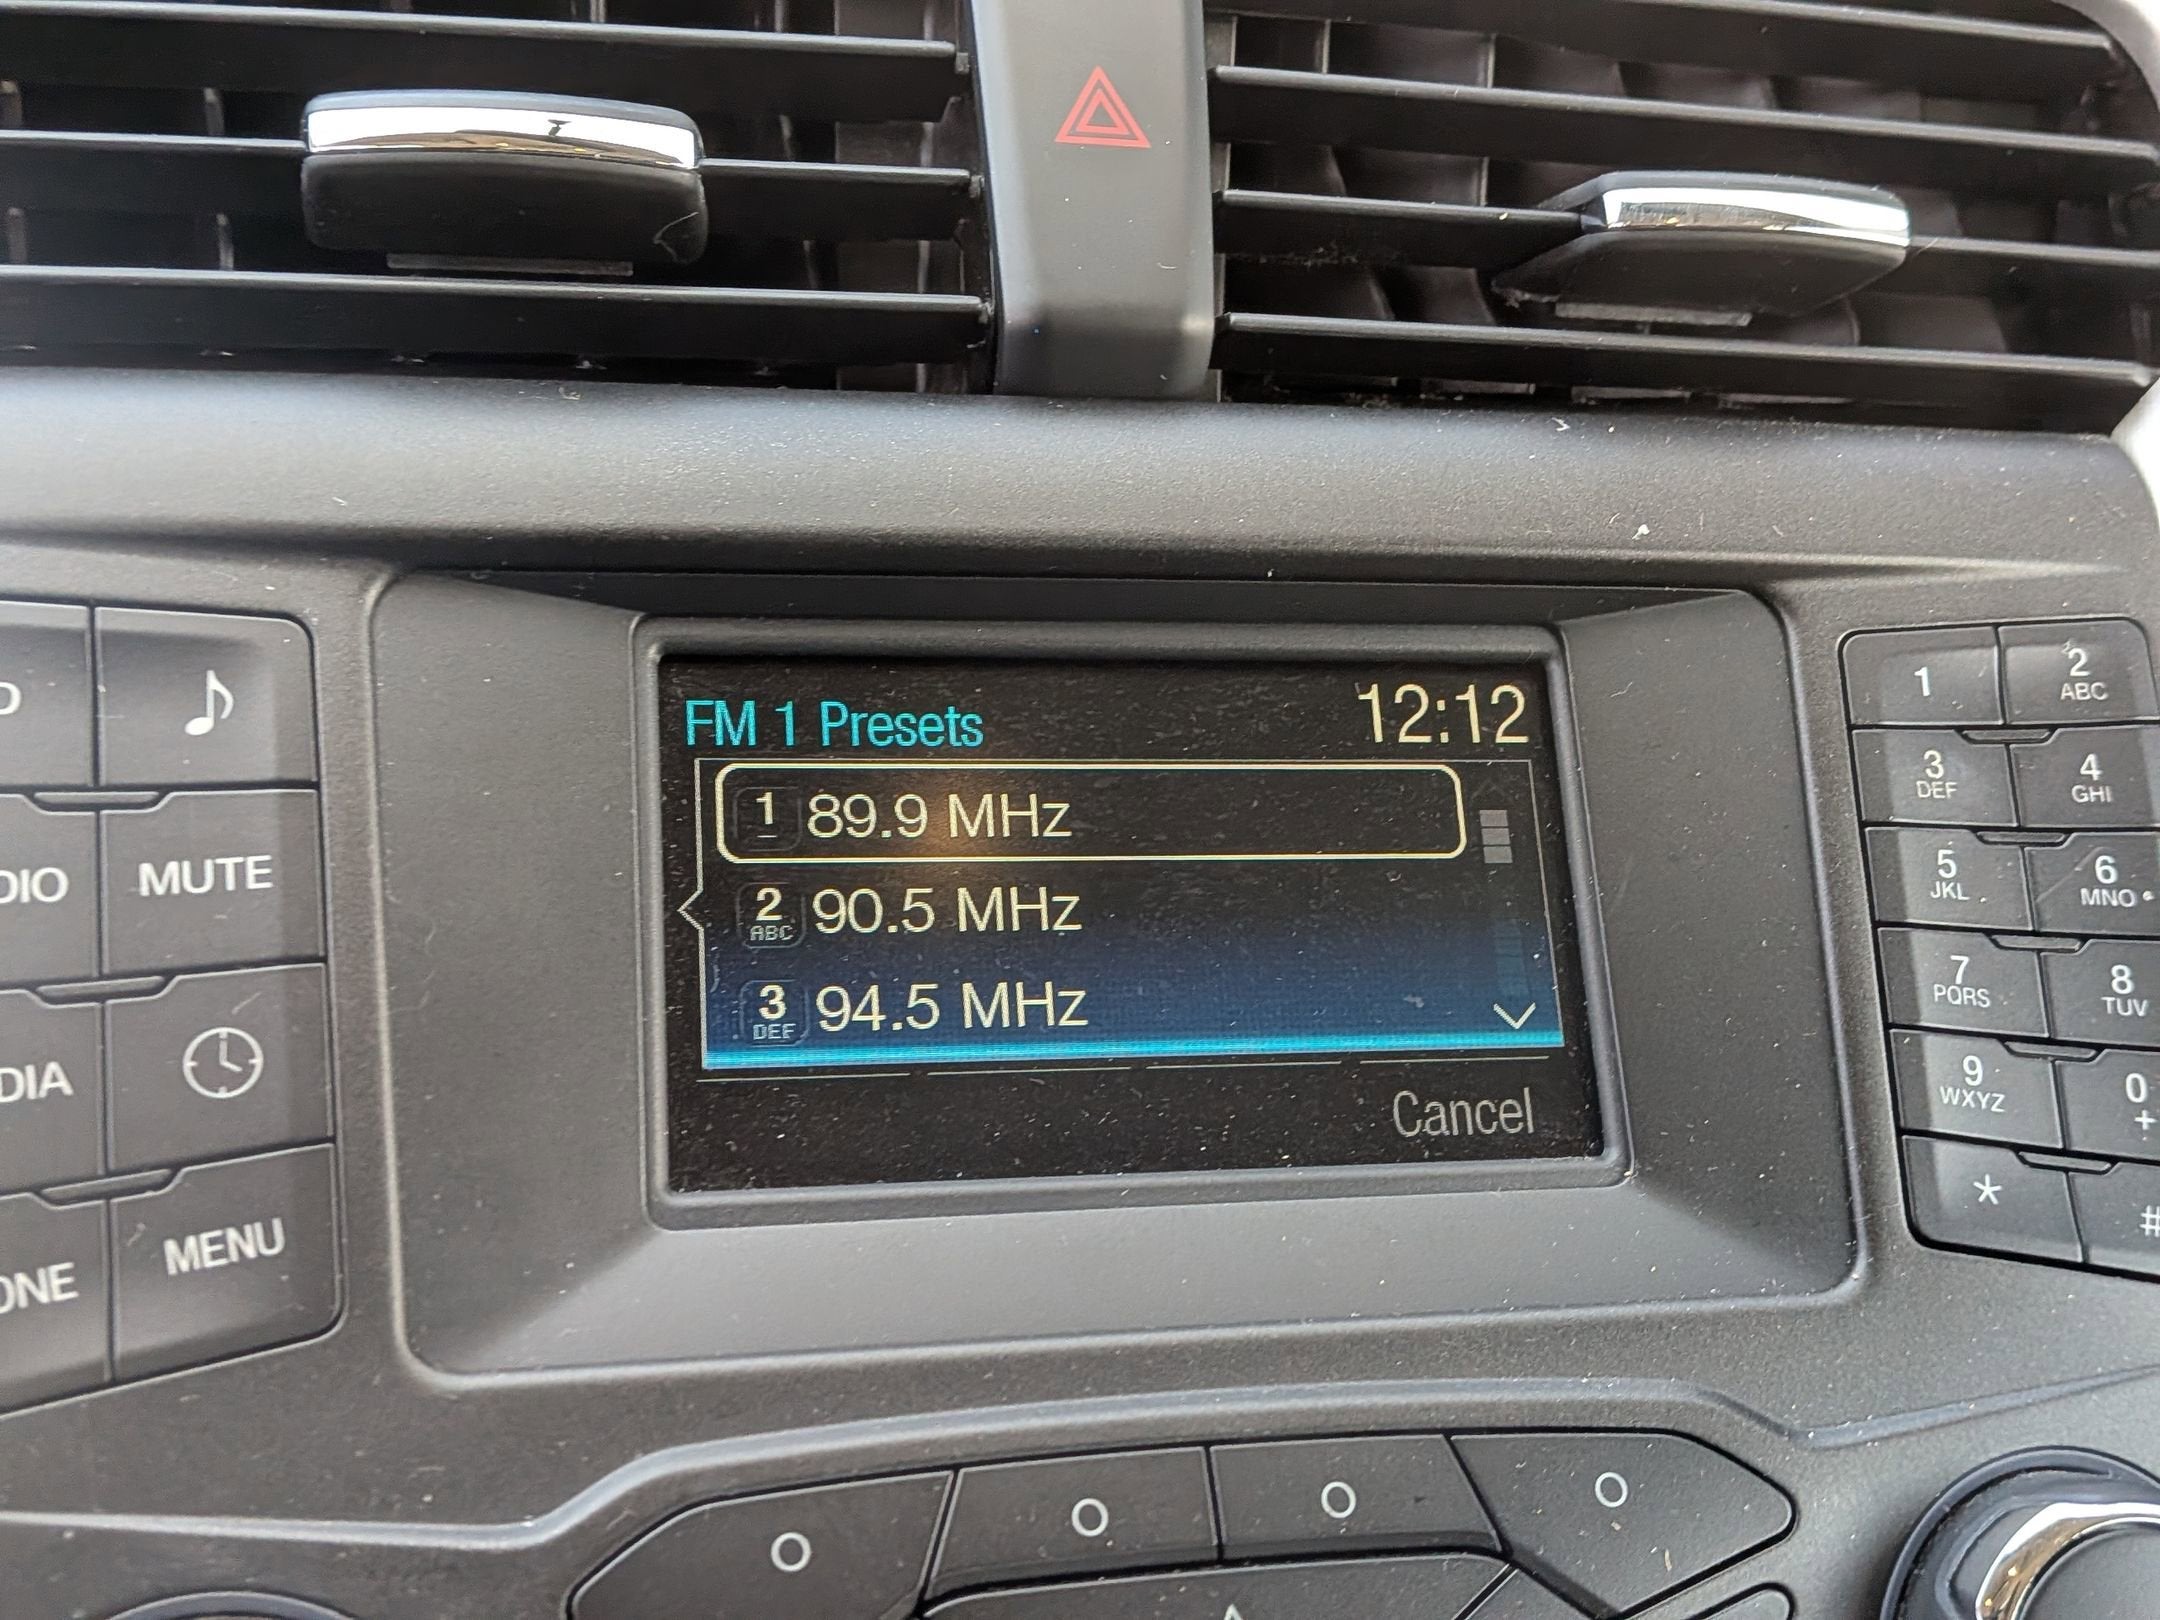 FM 1 Presets
12:12
1 89.9 MHz
2 ABC 90.5 MHz
3 DEF 94.5 MHz
Cancel
MUTE
MENU
1
2
ABC
3
DEF
4
GHI
5
JKL
6
MNO
7
PQRS
8
TUV
9
WXYZ
0
+
*
#